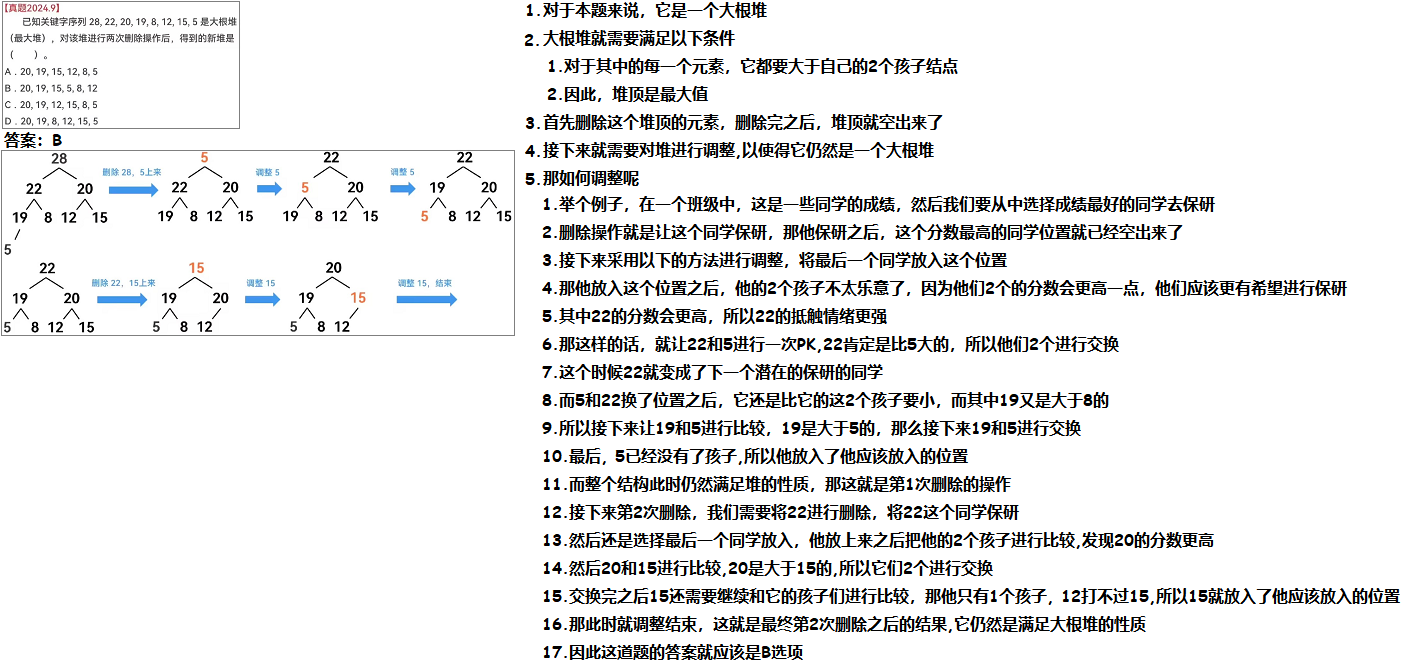 【真题2024.9】
已知关键字序列 28, 22, 20, 19, 8, 12, 15, 5 是大根堆
（最大堆），对该堆进行两次删除操作后，得到的新堆是
（　　）。
A．20, 19, 15, 12, 8, 5
B．20, 19, 15, 5, 8, 12
C．20, 19, 12, 15, 8, 5
D．20, 19, 8, 12, 15, 5
答案：B
28 5 22 22
删除 28，5上来 调整 5 调整 5
22 20 22 20 5 20 19 20
19 8 12 15 19 8 12 15 19 8 12 15 5 8 12 15
5
22 15 20
删除 22，15上来 调整 15 调整 15，结束
19 20 19 20 19 15
5 8 12 15 5 8 12 5 8 12
1.对于本题来说，它是一个大根堆
2.大根堆就需要满足以下条件
1.对于其中的每一个元素，它都要大于自己的2个孩子结点
2.因此，堆顶是最大值
3.首先删除这个堆顶的元素，删除完之后，堆顶就空出来了
4.接下来就需要对堆进行调整,以使得它仍然是一个大根堆
5.那如何调整呢
1.举个例子，在一个班级中，这是一些同学的成绩，然后我们要从中选择成绩最好的同学去保研
2.删除操作就是让这个同学保研，那他保研之后，这个分数最高的同学位置就已经空出来了
3.接下来采用以下的方法进行调整，将最后一个同学放入这个位置
4.那他放入这个位置之后，他的2个孩子不太乐意了，因为他们2个的分数会更高一点，他们应该更有希望进行保研
5.其中22的分数会更高，所以22的抵触情绪更强
6.那这样的话，就让22和5进行一次PK,22肯定是比5大的，所以他们2个进行交换
7.这个时候22就变成了下一个潜在的保研的同学
8.而5和22换了位置之后，它还是比它的这2个孩子要小，而其中19又是大于8的
9.所以接下来让19和5进行比较，19是大于5的，那么接下来19和5进行交换
10.最后，5已经没有了孩子,所以他放入了他应该放入的位置
11.而整个结构此时仍然满足堆的性质，那这就是第1次删除的操作
12.接下来第2次删除，我们需要将22进行删除，将22这个同学保研
13.然后还是选择最后一个同学放入，他放上来之后把他的2个孩子进行比较,发现20的分数更高
14.然后20和15进行比较,20是大于15的,所以它们2个进行交换
15.交换完之后15还需要继续和它的孩子们进行比较，那他只有1个孩子，12打不过15,所以15就放入了他应该放入的位置
16.那此时就调整结束，这就是最终第2次删除之后的结果,它仍然是满足大根堆的性质
17.因此这道题的答案就应该是B选项